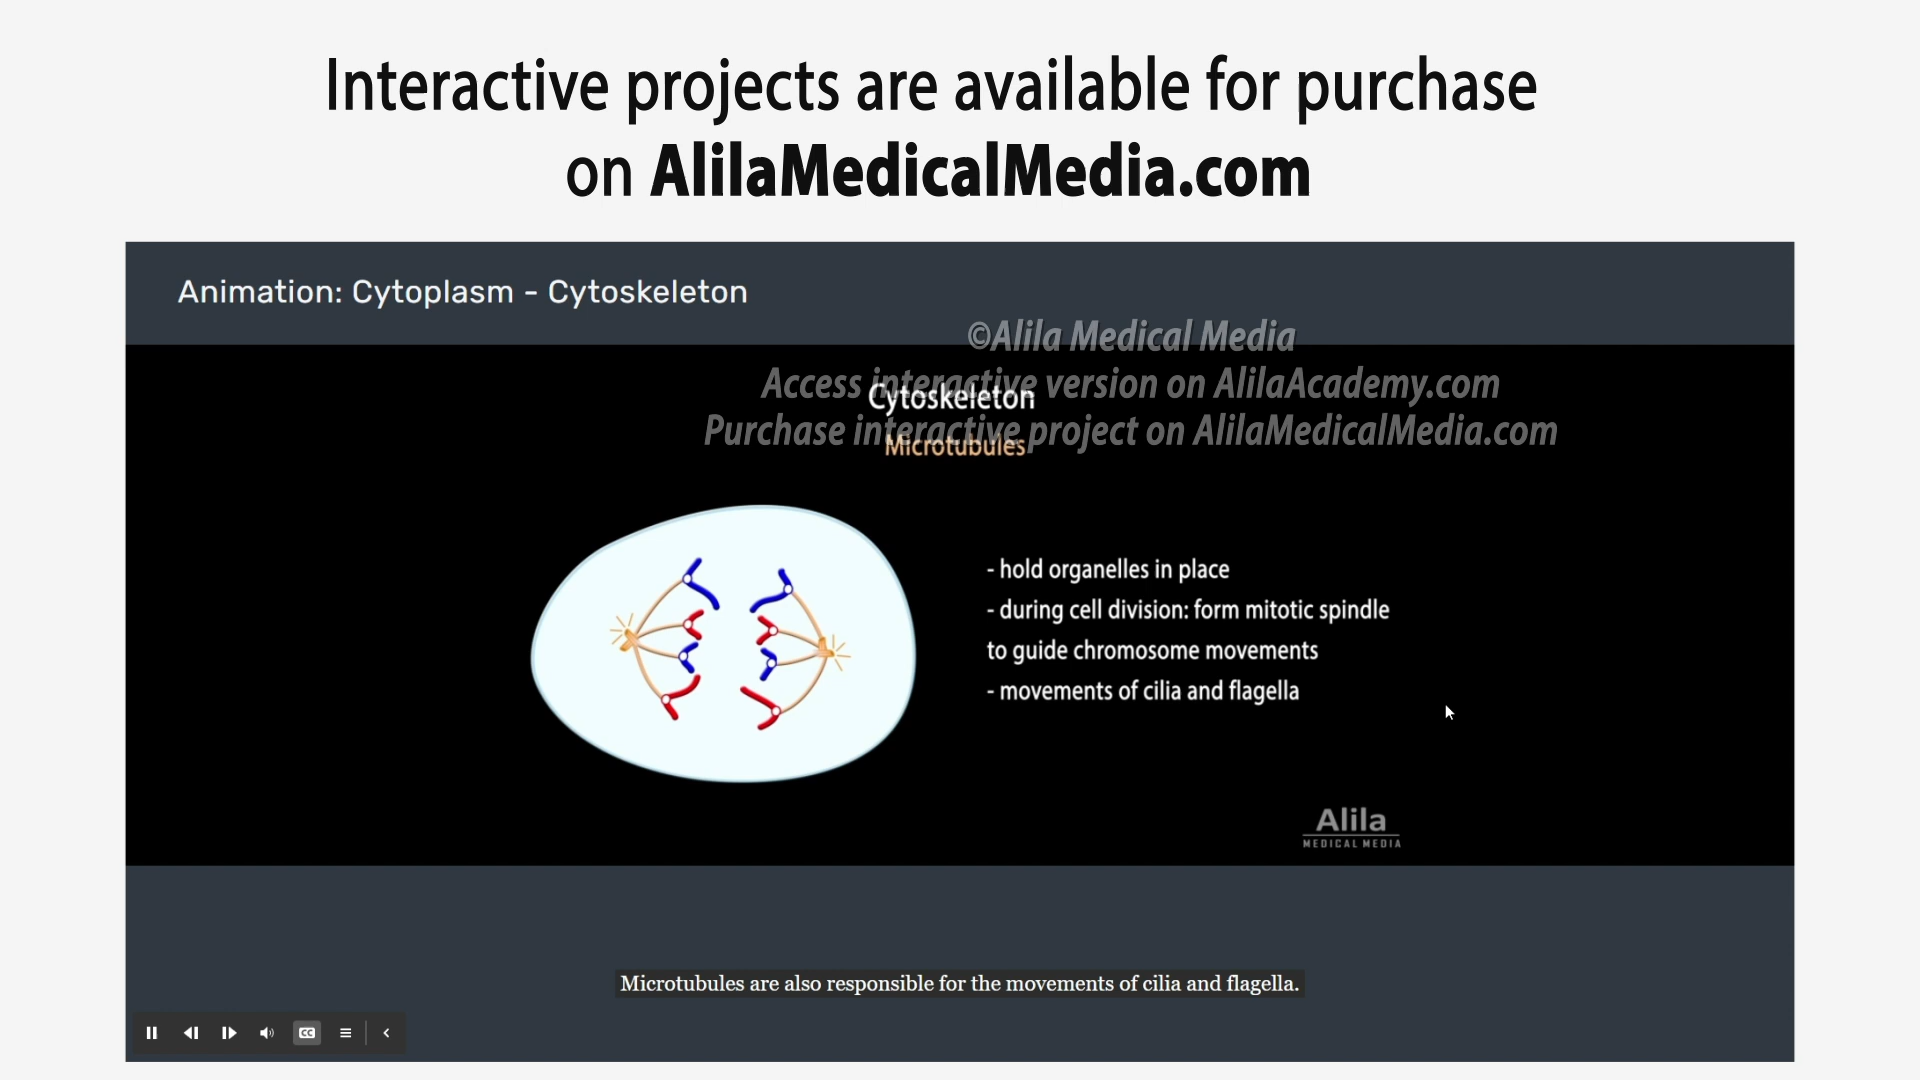 Interactive projects are available for purchase
on AlilaMedicalMedia.com
Animation: Cytoplasm - Cytoskeleton
©Alila Medical Media
Access interactive version on AlilaAcademy.com
Cytoskeleton
Purchase interactive project on AlilaMedicalMedia.com
Microtubules
- hold organelles in place
- during cell division: form mitotic spindle
to guide chromosome movements
- movements of cilia and flagella
Alila
MEDICAL MEDIA
Microtubules are also responsible for the movements of cilia and flagella.
CC